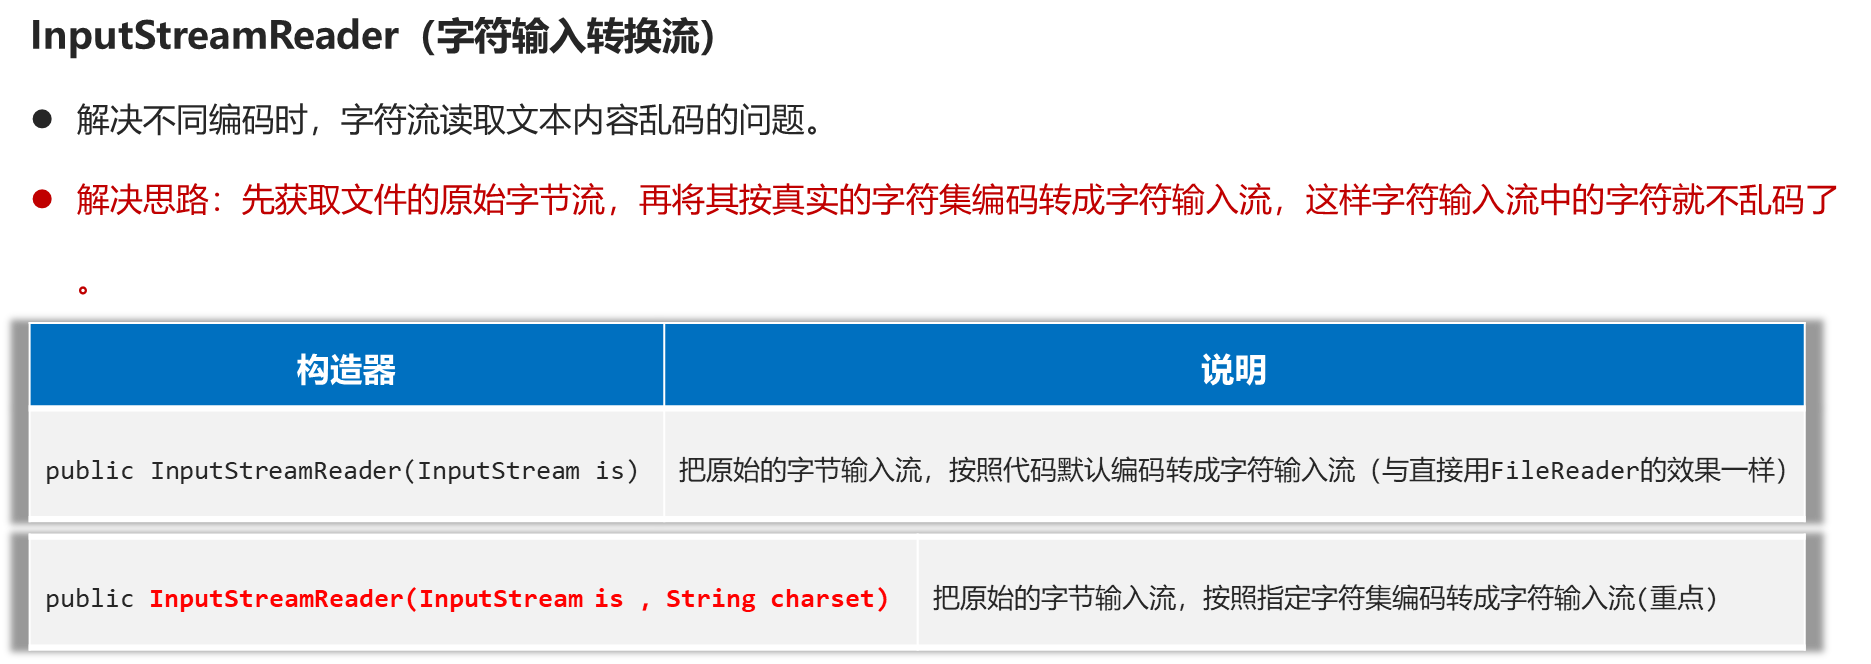 InputStreamReader（字符输入转换流）
● 解决不同编码时，字符流读取文本内容乱码的问题。
● 解决思路：先获取文件的原始字节流，再将其按真实的字符集编码转成字符输入流，这样字符输入流中的字符就不乱码了
。
构造器 说明
public InputStreamReader(InputStream is) 把原始的字节输入流，按照代码默认编码转成字符输入流（与直接用FileReader的效果一样）
public InputStreamReader(InputStream is , String charset) 把原始的字节输入流，按照指定字符集编码转成字符输入流(重点)